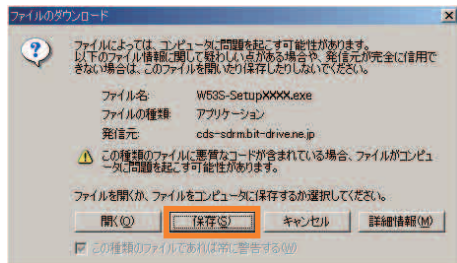 ファイルのダウンロード
ファイルによっては、コンピュータに問題を起こす可能性があります。
以下のファイル情報に関して疑わしい点がある場合や、発信元が完全に信用で
きない場合は、このファイルを開いたり保存したりしないでください。
ファイル名: W53S-SetupXXXX.exe
ファイルの種類: アプリケーション
発信元: cds-sdrm.bit-drive.ne.jp
この種類のファイルに悪質なコードが含まれている場合、ファイルがコンピュ
ータに問題を起こす可能性があります。
ファイルを開くか、ファイルをコンピュータに保存するか選択してください。
開く(O) 保存(S) キャンセル 詳細情報(M)
この種類のファイルであれば常に警告する(W)